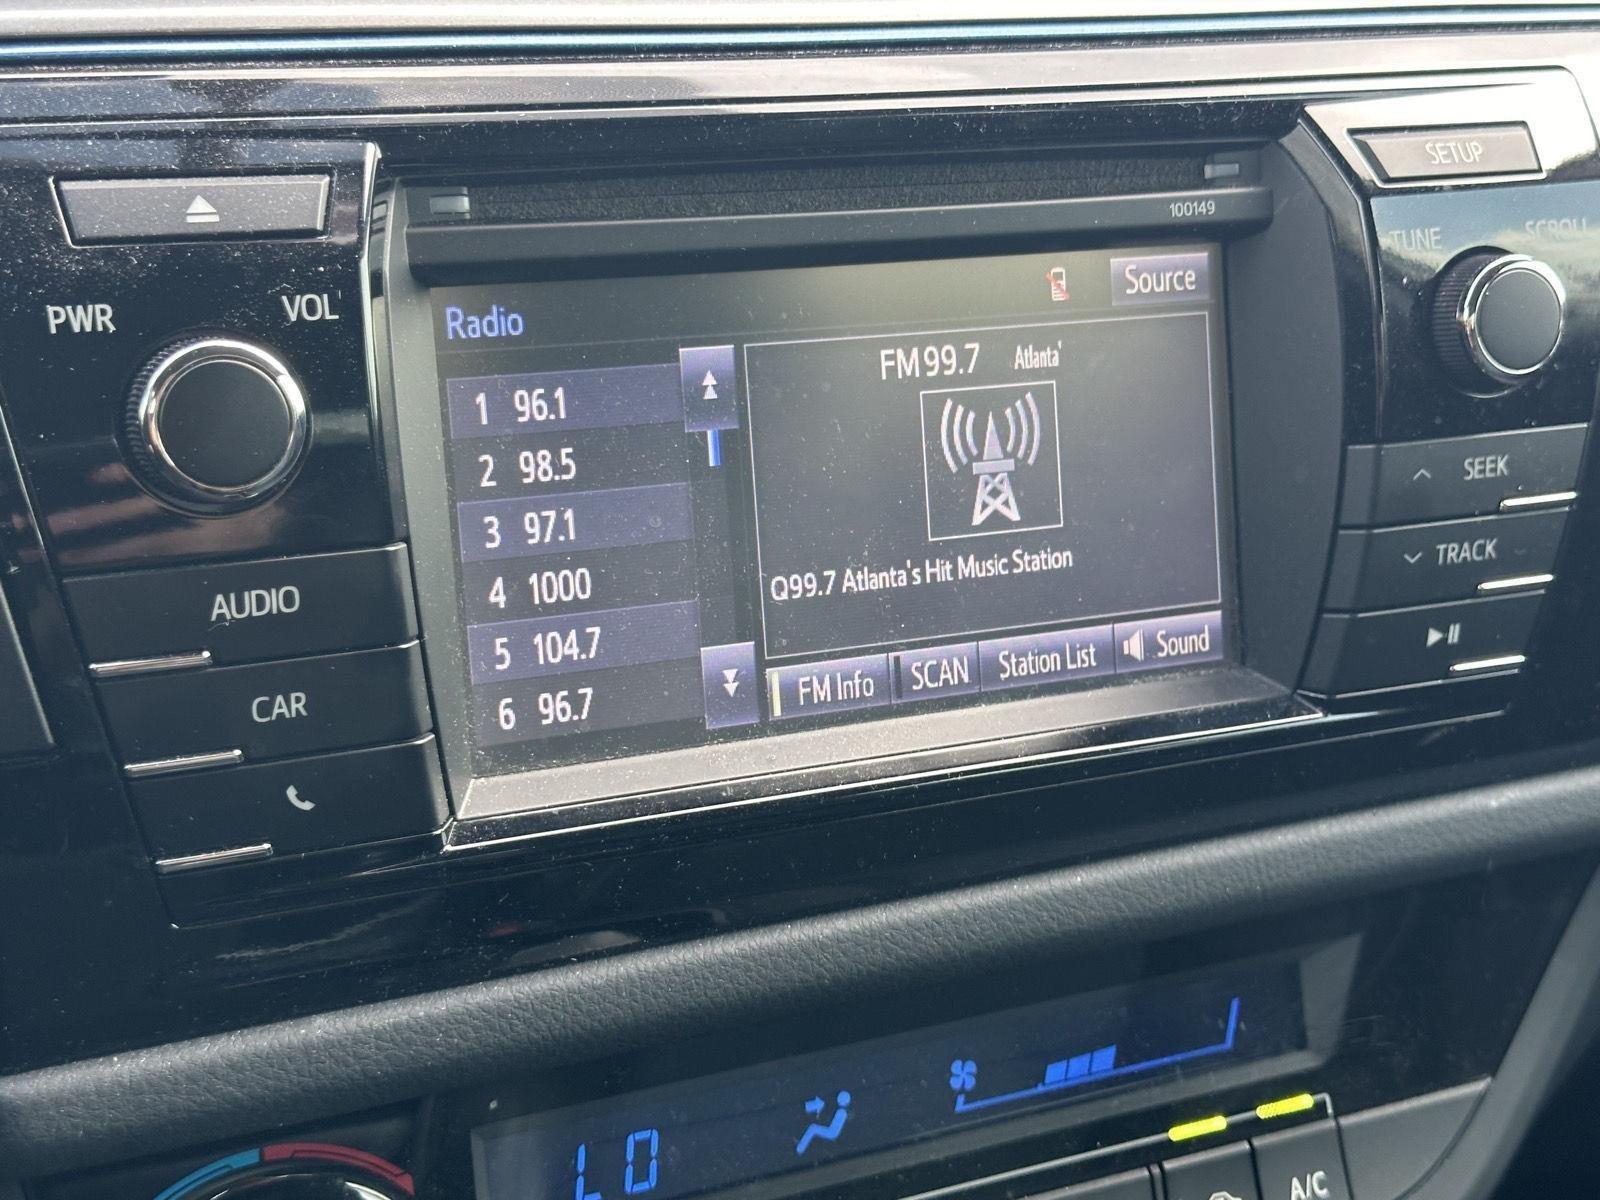 SETUP
100149
TUNE SCROLL
PWR VOL
Radio
Source
FM 99.7 Atlanta'
1 96.1
2 98.5
3 97.1
4 1000
5 104.7
6 96.7
Q99.7 Atlanta's Hit Music Station
FM Info SCAN Station List Sound
SEEK
TRACK
AUDIO
CAR
LO
A/C